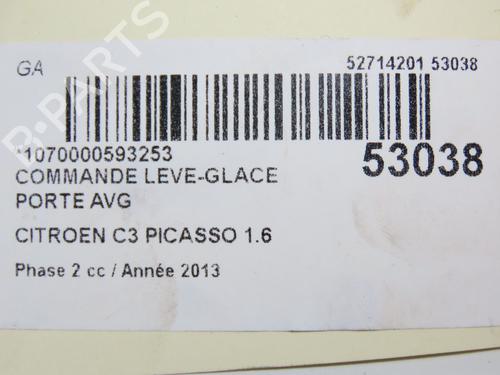 GA
52714201 53038
*1070000593253
53038
COMMANDE LEVE-GLACE
PORTE AVG
CITROEN C3 PICASSO 1.6
Phase 2 cc / Année 2013
B-PARTS